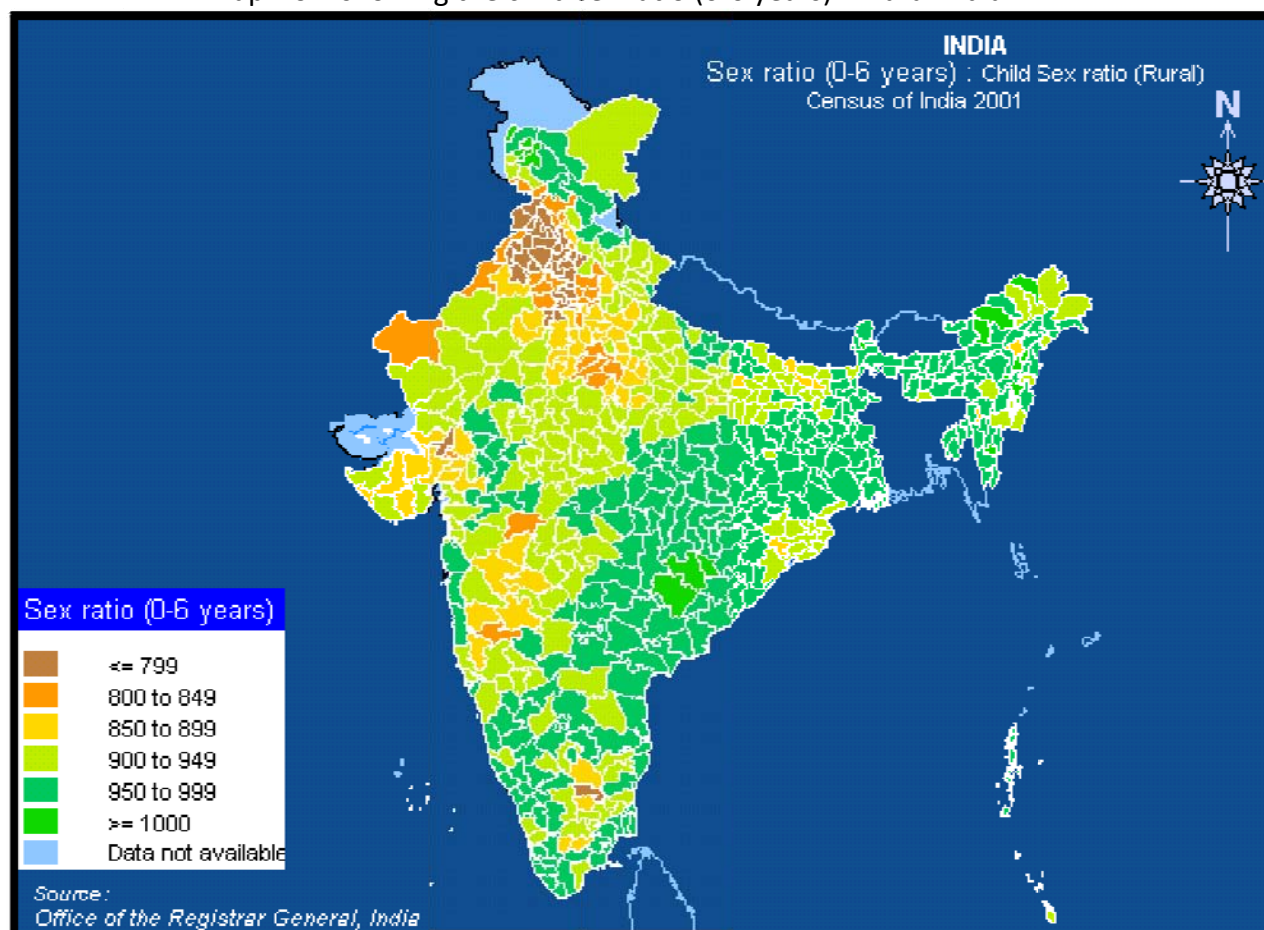 INDIA
Sex ratio (0-6 years) : Child Sex ratio (Rural)
Census of India 2001
N
Sex ratio (0-6 years)
<= 799
800 to 849
850 to 899
900 to 949
950 to 999
>= 1000
Data not available
Source:
Office of the Registrar General, India